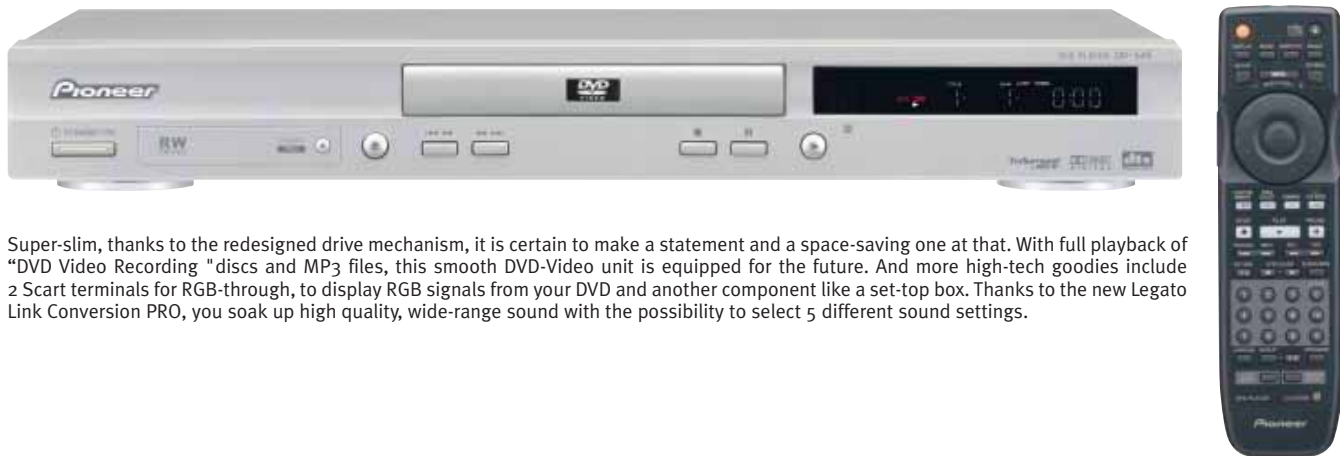 Pioneer
DVD
VIDEO
RW
dts
Super-slim, thanks to the redesigned drive mechanism, it is certain to make a statement and a space-saving one at that. With full playback of
“DVD Video Recording "discs and MP3 files, this smooth DVD-Video unit is equipped for the future. And more high-tech goodies include
2 Scart terminals for RGB-through, to display RGB signals from your DVD and another component like a set-top box. Thanks to the new Legato
Link Conversion PRO, you soak up high quality, wide-range sound with the possibility to select 5 different sound settings.
Pioneer